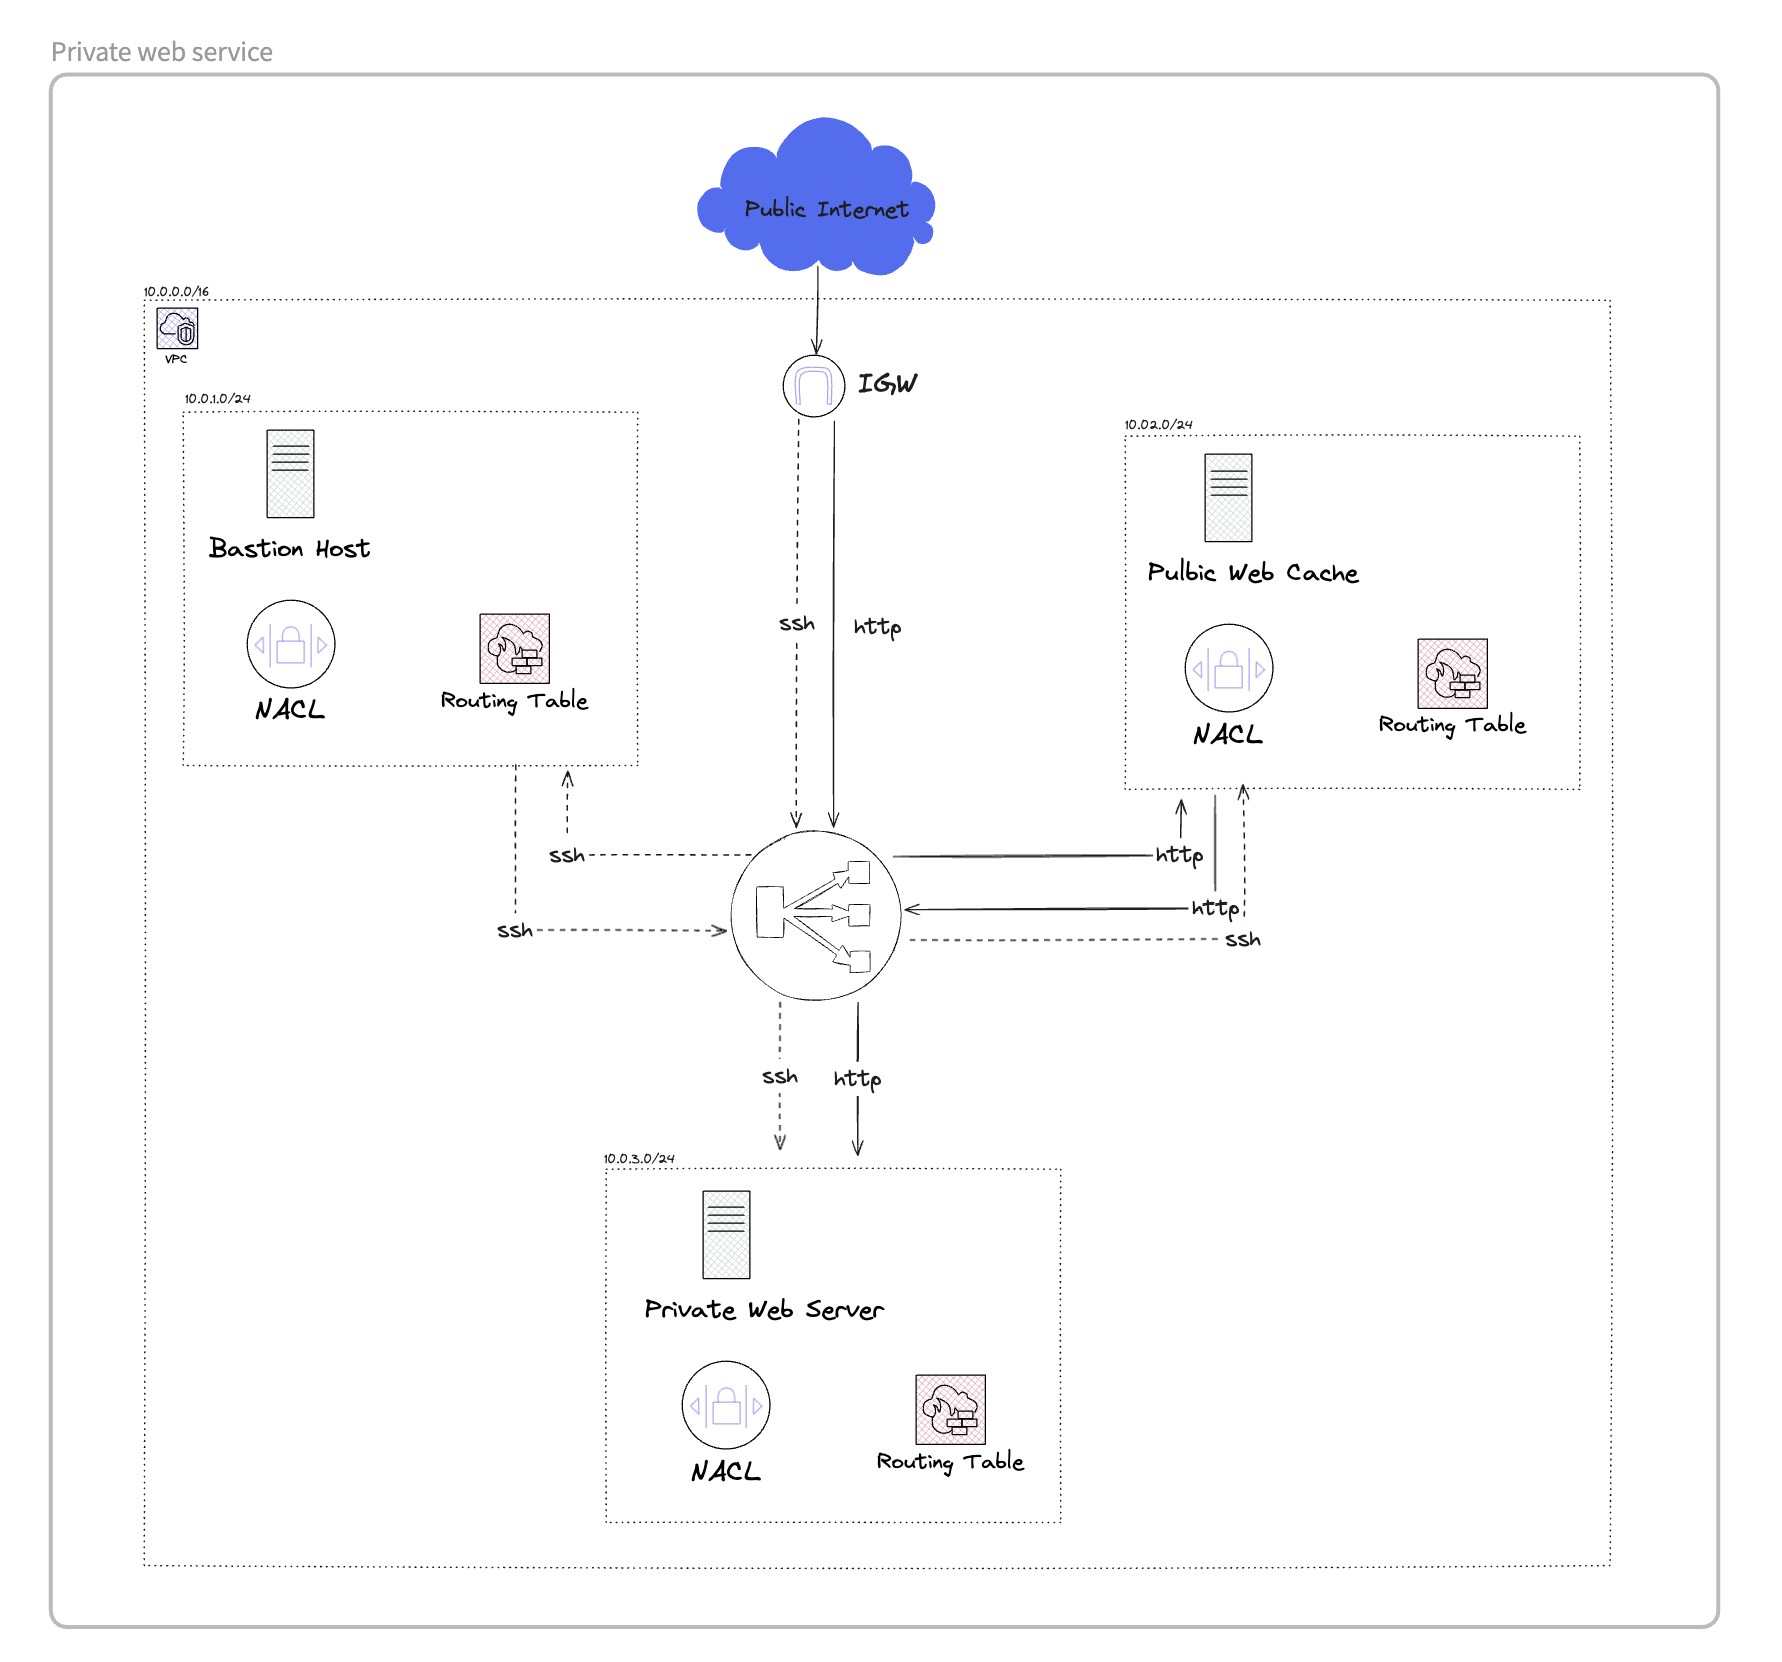 Private web service
Public Internet
10.0.0.0/16
VPC
IGW
10.0.1.0/24
Bastion Host
NACL
Routing Table
10.02.0/24
Pulbic Web Cache
NACL
Routing Table
ssh
http
ssh
http
ssh
http
ssh
ssh
http
10.0.3.0/24
Private Web Server
NACL
Routing Table